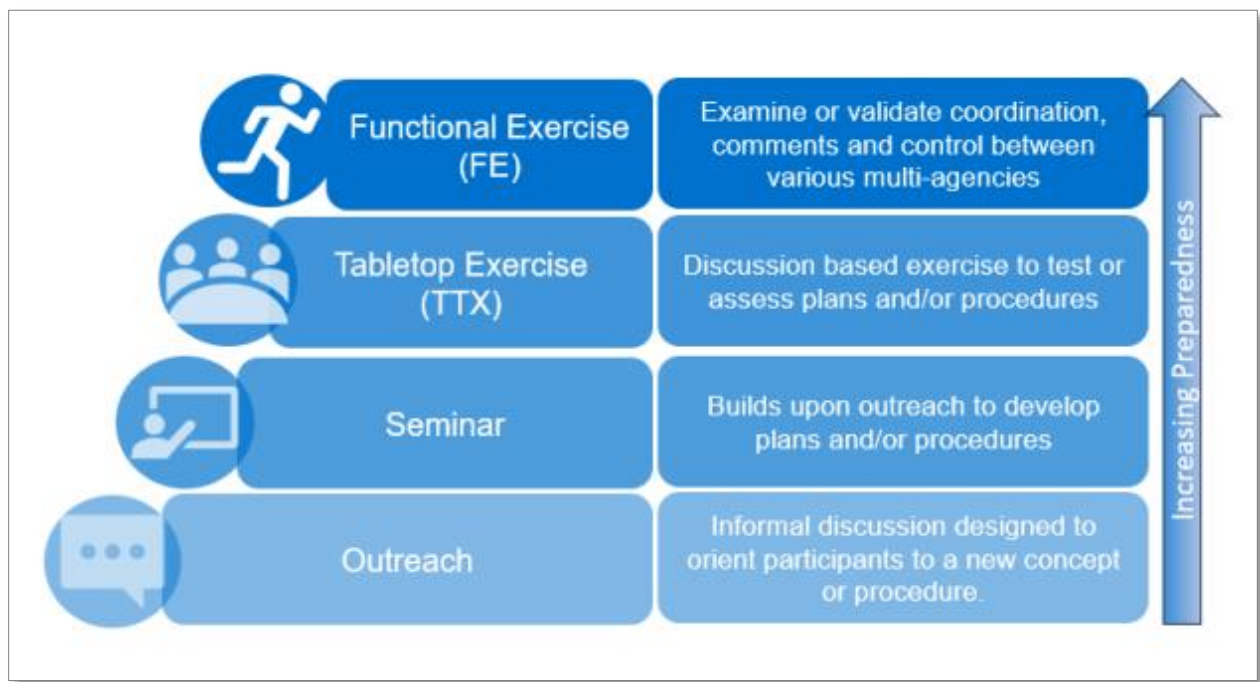 Functional Exercise
(FE)
Examine or validate coordination,
comments and control between
various multi-agencies
Tabletop Exercise
(TTX)
Discussion based exercise to test or
assess plans and/or procedures
Seminar
Builds upon outreach to develop
plans and/or procedures
Outreach
Informal discussion designed to
orient participants to a new concept
or procedure.
Increasing Preparedness